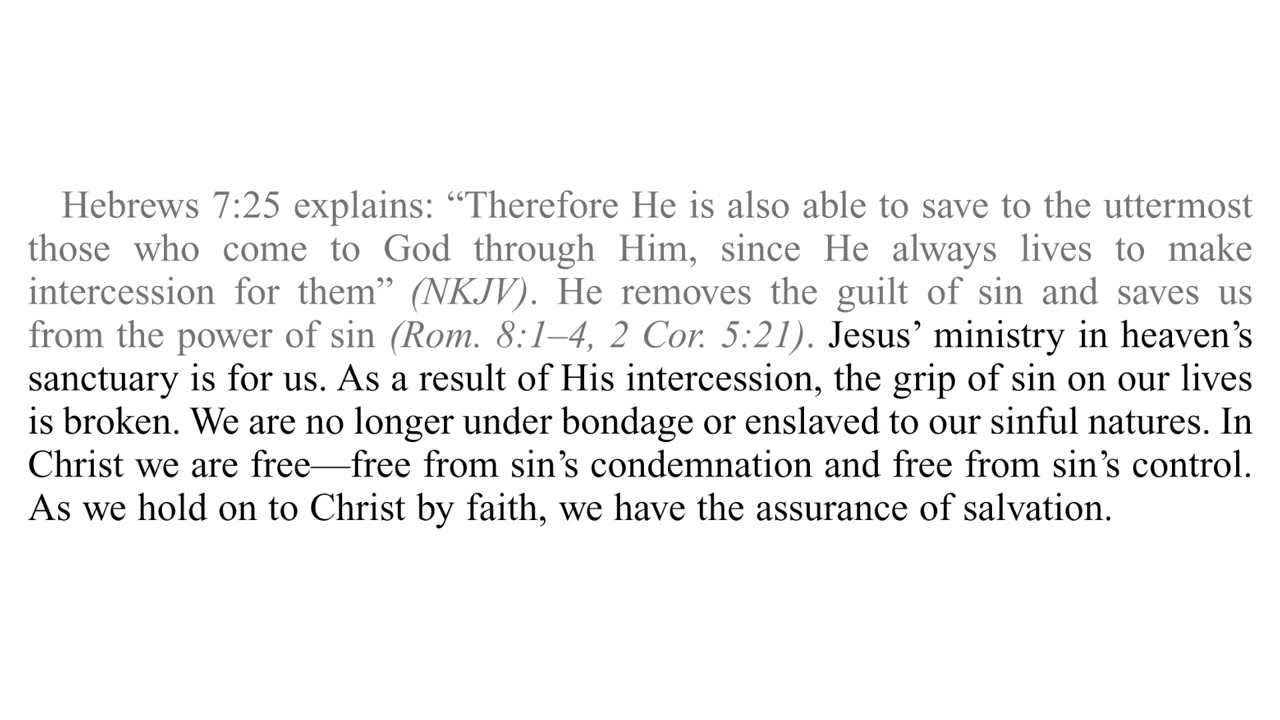 Hebrews 7:25 explains: “Therefore He is also able to save to the uttermost
those who come to God through Him, since He always lives to make
intercession for them” (NKJV). He removes the guilt of sin and saves us
from the power of sin (Rom. 8:1–4, 2 Cor. 5:21). Jesus’ ministry in heaven’s
sanctuary is for us. As a result of His intercession, the grip of sin on our lives
is broken. We are no longer under bondage or enslaved to our sinful natures. In
Christ we are free—free from sin’s condemnation and free from sin’s control.
As we hold on to Christ by faith, we have the assurance of salvation.